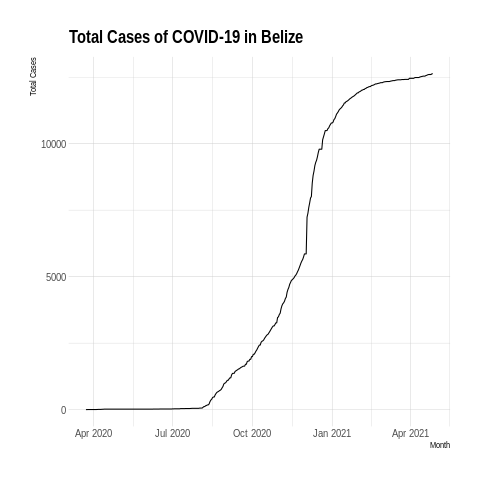 Total Cases of COVID-19 in Belize
Total Cases
10000
5000
0
Apr 2020 Jul 2020 Oct 2020 Jan 2021 Apr 2021
Month